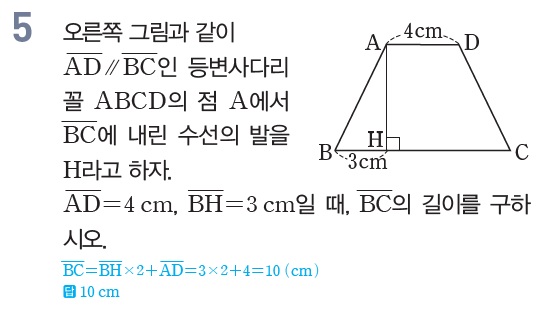 5
오른쪽 그림과 같이
AD∥BC인 등변사다리
꼴 ABCD의 점 A에서
BC에 내린 수선의 발을
H라고 하자.
AD=4 cm, BH=3 cm일 때, BC의 길이를 구하
시오.
BC=BH×2+AD=3×2+4=10 (cm)
답 10 cm
4cm
A
D
H
B
C
3cm